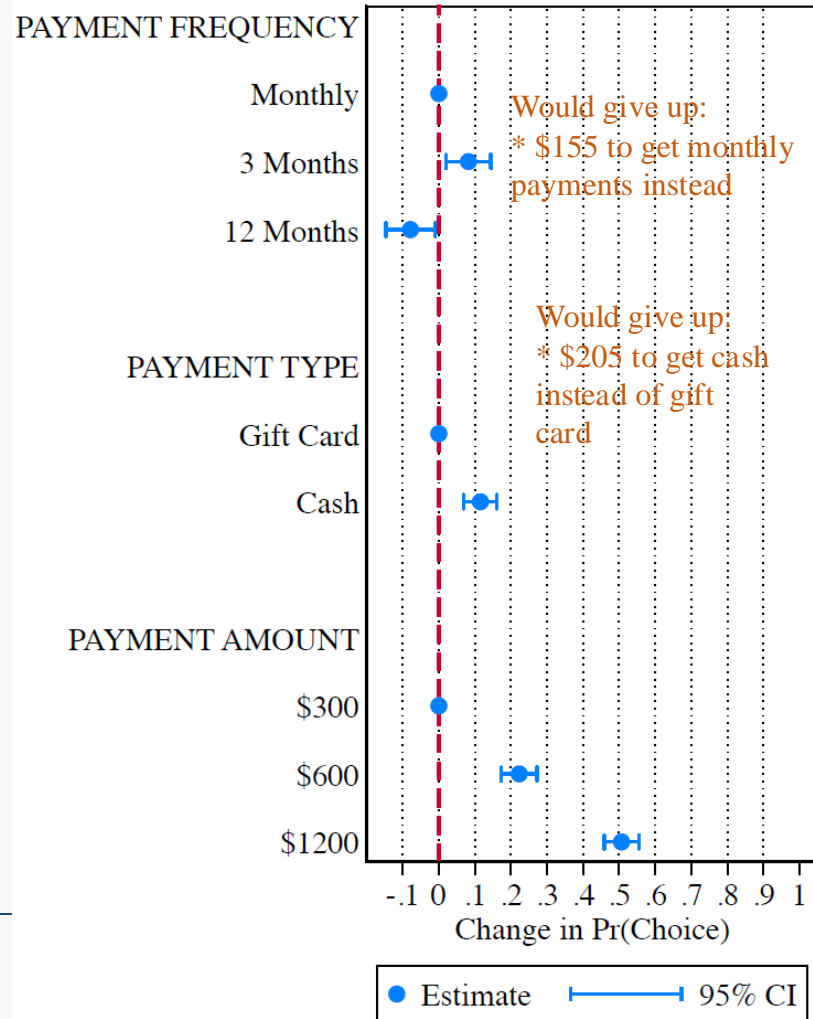 PAYMENT FREQUENCY
Monthly
3 Months
12 Months
Would give up:
* $155 to get monthly
payments instead
PAYMENT TYPE
Gift Card
Cash
Would give up:
* $205 to get cash
instead of gift
card
PAYMENT AMOUNT
$300
$600
$1200
-.1 0 .1 .2 .3 .4 .5 .6 .7 .8 .9 1
Change in Pr(Choice)
Estimate 95% CI